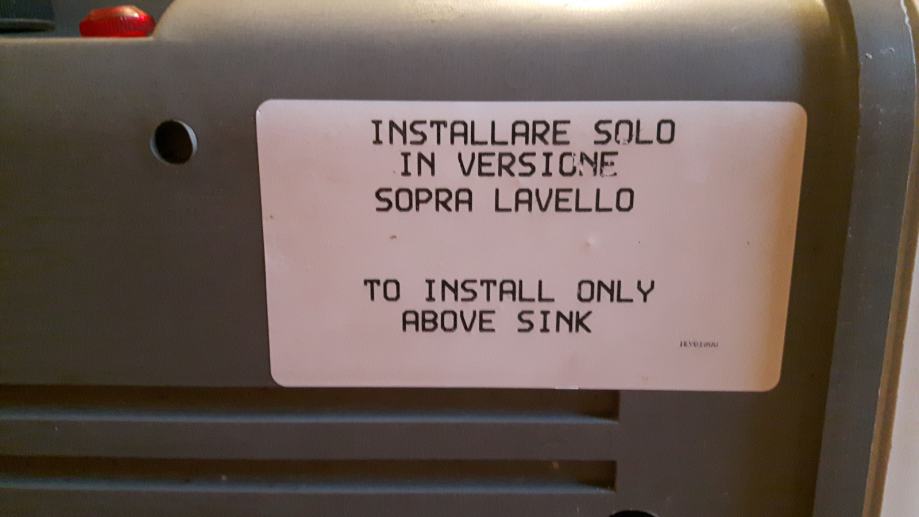 INSTALLARE SOLO
IN VERSIONE
SOPRA LAVELLO
TO INSTALL ONLY
ABOVE SINK